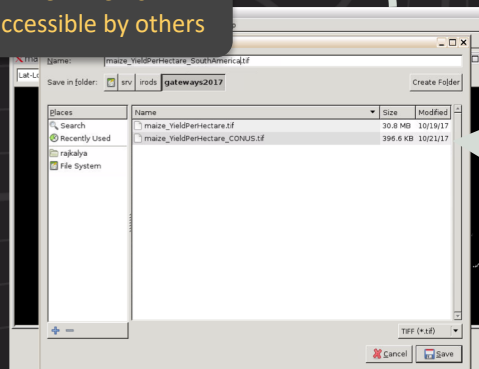 ccessible by others
Name: maize_YieldPerHectare_SouthAmerica.tif
Lat-Lo
Save in folder: srv irods gateways2017 Create Folder
Places Name Size Modified
Search maize_YieldPerHectare.tif 30.8 MB 10/19/17
Recently Used maize_YieldPerHectare_CONUS.tif 396.6 KB 10/21/17
rajkalya
File System
TIFF (*.tif)
Cancel Save